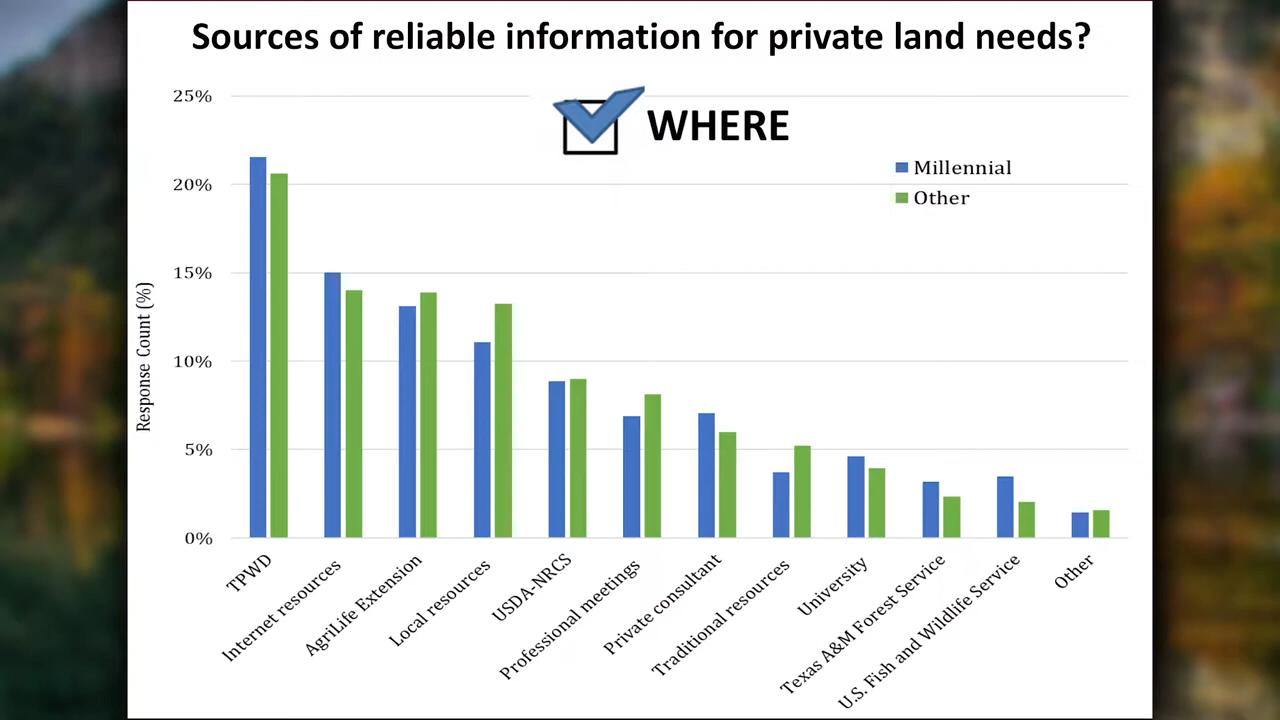 Sources of reliable information for private land needs?
WHERE
Millennial
Other
Response Count (%)
25%
20%
15%
10%
5%
0%
TPWD
Internet resources
AgriLife Extension
Local resources
USDA-NRCS
Professional meetings
Private consultant
Traditional resources
University
Texas A&M Forest Service
U.S. Fish and Wildlife Service
Other